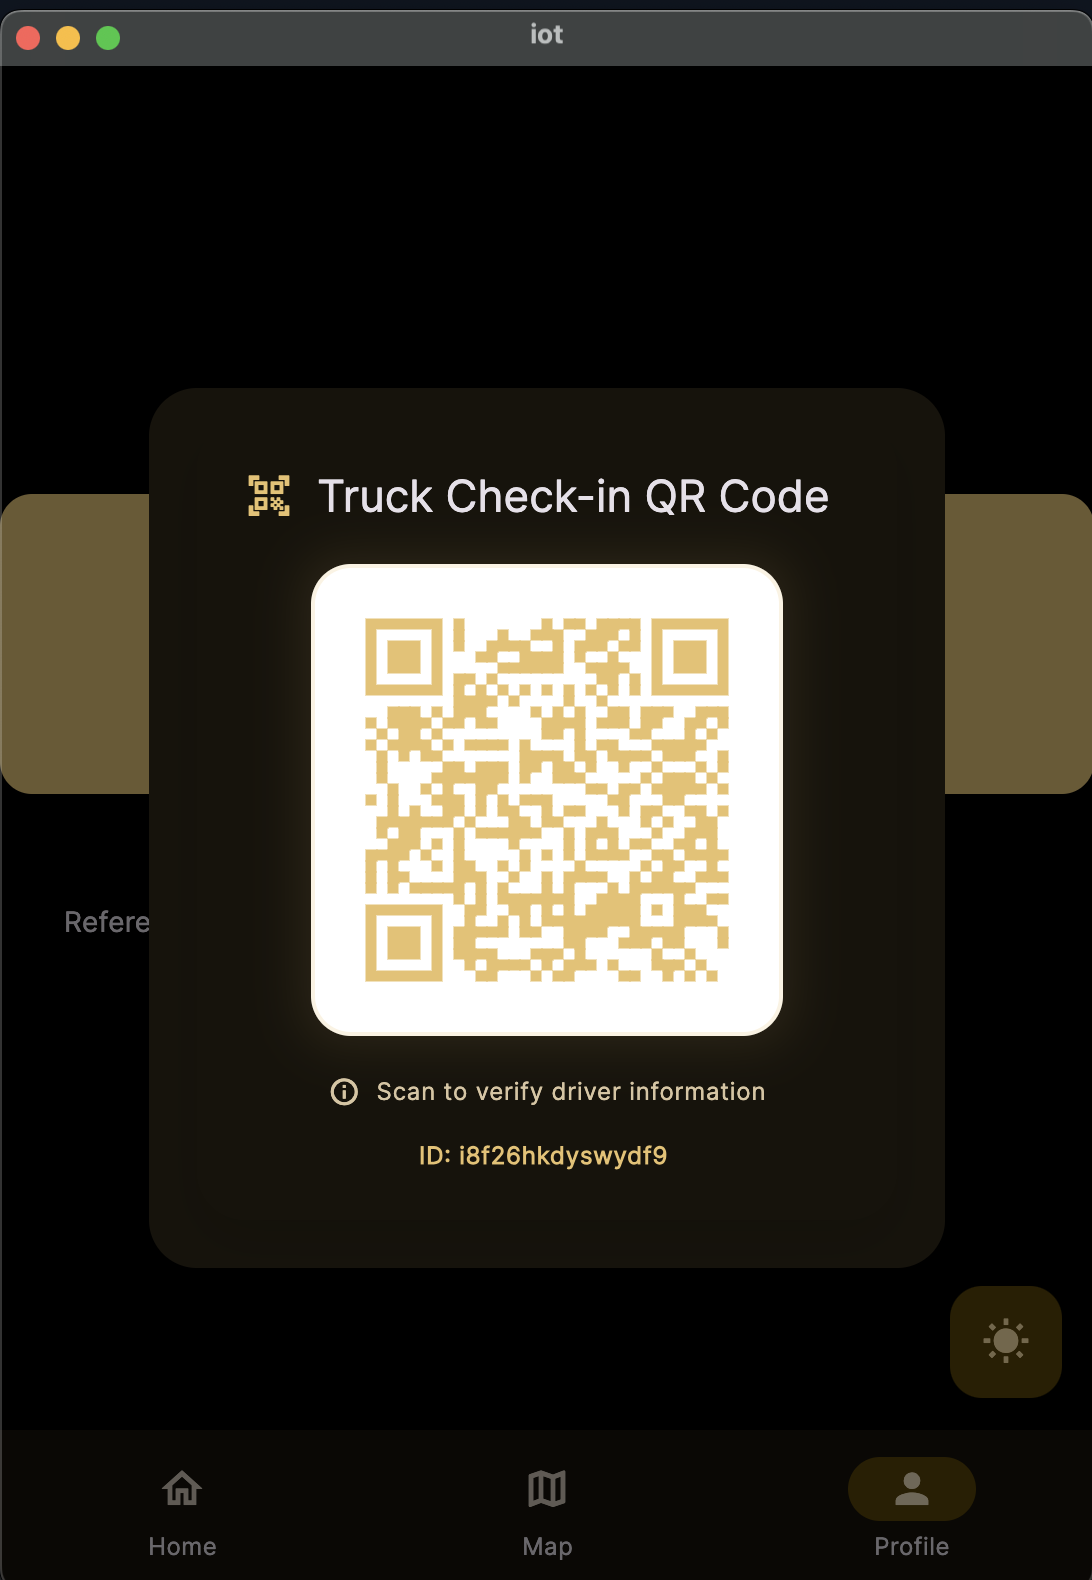 iot
Truck Check-in QR Code
Refere
Scan to verify driver information
ID: i8f26hkdyswydf9
Home
Map
Profile